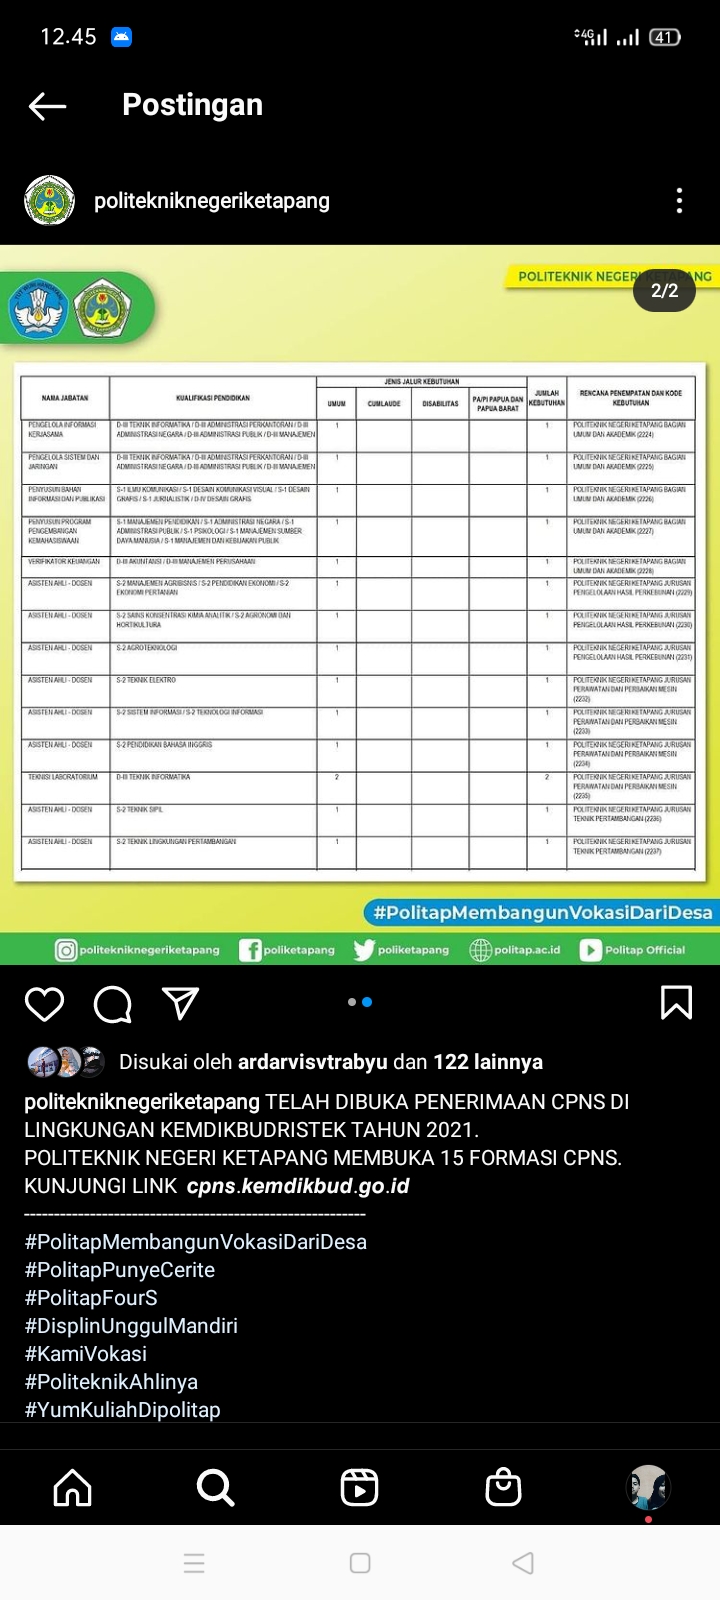 12.45
4G
41
Postingan
politekniknegeriketapang
POLITEKNIK NEGERI KETAPANG
2/2
NAMA JABATAN
KUALIFIKASI PENDIDIKAN
JENIS JALUR KEBUTUHAN
UMUM
CUMLAUDE
DISABILITAS
PA/PI PAPUA DAN
PAPUA BARAT
JUMLAH
KEBUTUHAN
RENCANA PENEMPATAN DAN KODE
KEBUTUHAN
PENGELOLA INFORMASI
KERJASAMA
D-III TEKNIK INFORMATIKA / D-III ADMINISTRASI PERKANTORAN / D-III
ADMINISTRASI NEGARA / D-III ADMINISTRASI PUBLIK / D-III MANAJEMEN
1
1
POLITEKNIK NEGERI KETAPANG BAGIAN
UMUM DAN AKADEMIK (2224)
PENGELOLA SISTEM DAN
JARINGAN
D-III TEKNIK INFORMATIKA / D-III ADMINISTRASI PERKANTORAN / D-III
ADMINISTRASI NEGARA / D-III ADMINISTRASI PUBLIK / D-III MANAJEMEN
1
1
POLITEKNIK NEGERI KETAPANG BAGIAN
UMUM DAN AKADEMIK (2225)
PENYUSUN BAHAN
INFORMASI DAN PUBLIKASI
S-1 ILMU KOMUNIKASI / S-1 DESAIN KOMUNIKASI VISUAL / S-1 DESAIN
GRAFIS / S-1 JURNALISTIK / D-IV DESAIN GRAFIS
1
1
POLITEKNIK NEGERI KETAPANG BAGIAN
UMUM DAN AKADEMIK (2226)
PENYUSUN PROGRAM
PENGEMBANGAN
KEMAHASISWAAN
S-1 MANAJEMEN PENDIDIKAN / S-1 ADMINISTRASI NEGARA / S-1
ADMINISTRASI PUBLIK / S-1 PSIKOLOGI / S-1 MANAJEMEN SUMBER
DAYA MANUSIA / S-1 MANAJEMEN DAN KEBIJAKAN PUBLIK
1
1
POLITEKNIK NEGERI KETAPANG BAGIAN
UMUM DAN AKADEMIK (2227)
VERIFIKATOR KEUANGAN
D-III AKUNTANSI / D-III MANAJEMEN PERUSAHAAN
1
1
POLITEKNIK NEGERI KETAPANG BAGIAN
UMUM DAN AKADEMIK (2228)
ASISTEN AHLI - DOSEN
S-2 MANAJEMEN AGRIBISNIS / S-2 PENDIDIKAN EKONOMI / S-2
EKONOMI PERTANIAN
1
1
POLITEKNIK NEGERI KETAPANG JURUSAN
PENGELOLAAN HASIL PERKEBUNAN (2229)
ASISTEN AHLI - DOSEN
S-2 SAINS KONSENTRASI KIMIA ANALITIK / S-2 AGRONOMI DAN
HORTIKULTURA
1
1
POLITEKNIK NEGERI KETAPANG JURUSAN
PENGELOLAAN HASIL PERKEBUNAN (2230)
ASISTEN AHLI - DOSEN
S-2 AGROTEKNOLOGI
1
1
POLITEKNIK NEGERI KETAPANG JURUSAN
PENGELOLAAN HASIL PERKEBUNAN (2231)
ASISTEN AHLI - DOSEN
S-2 TEKNIK ELEKTRO
1
1
POLITEKNIK NEGERI KETAPANG JURUSAN
PERAWATAN DAN PERBAIKAN MESIN
(2232)
ASISTEN AHLI - DOSEN
S-2 SISTEM INFORMASI / S-2 TEKNOLOGI INFORMASI
1
1
POLITEKNIK NEGERI KETAPANG JURUSAN
PERAWATAN DAN PERBAIKAN MESIN
(2233)
ASISTEN AHLI - DOSEN
S-2 PENDIDIKAN BAHASA INGGRIS
1
1
POLITEKNIK NEGERI KETAPANG JURUSAN
PERAWATAN DAN PERBAIKAN MESIN
(2234)
TEKNISI LABORATORIUM
D-III TEKNIK INFORMATIKA
2
2
POLITEKNIK NEGERI KETAPANG JURUSAN
PERAWATAN DAN PERBAIKAN MESIN
(2235)
ASISTEN AHLI - DOSEN
S-2 TEKNIK SIPIL
1
1
POLITEKNIK NEGERI KETAPANG JURUSAN
TEKNIK PERTAMBANGAN (2236)
ASISTEN AHLI - DOSEN
S-2 TEKNIK LINGKUNGAN PERTAMBANGAN
1
1
POLITEKNIK NEGERI KETAPANG JURUSAN
TEKNIK PERTAMBANGAN (2237)
#PolitapMembangunVokasiDariDesa
politekniknegeriketapang
poliketapang
poliketapang
politap.ac.id
Politap Official
Disukai oleh ardarvisvtrabyu dan 122 lainnya
politekniknegeriketapang TELAH DIBUKA PENERIMAAN CPNS DI
LINGKUNGAN KEMDIKBUDRISTEK TAHUN 2021.
POLITEKNIK NEGERI KETAPANG MEMBUKA 15 FORMASI CPNS.
KUNJUNGI LINK cpns.kemdikbud.go.id
---------------------------------------------------------
#PolitapMembangunVokasiDariDesa
#PolitapPunyeCerite
#PolitapFourS
#DisplinUnggulMandiri
#KamiVokasi
#PoliteknikAhlinya
#YumKuliahDipolitap